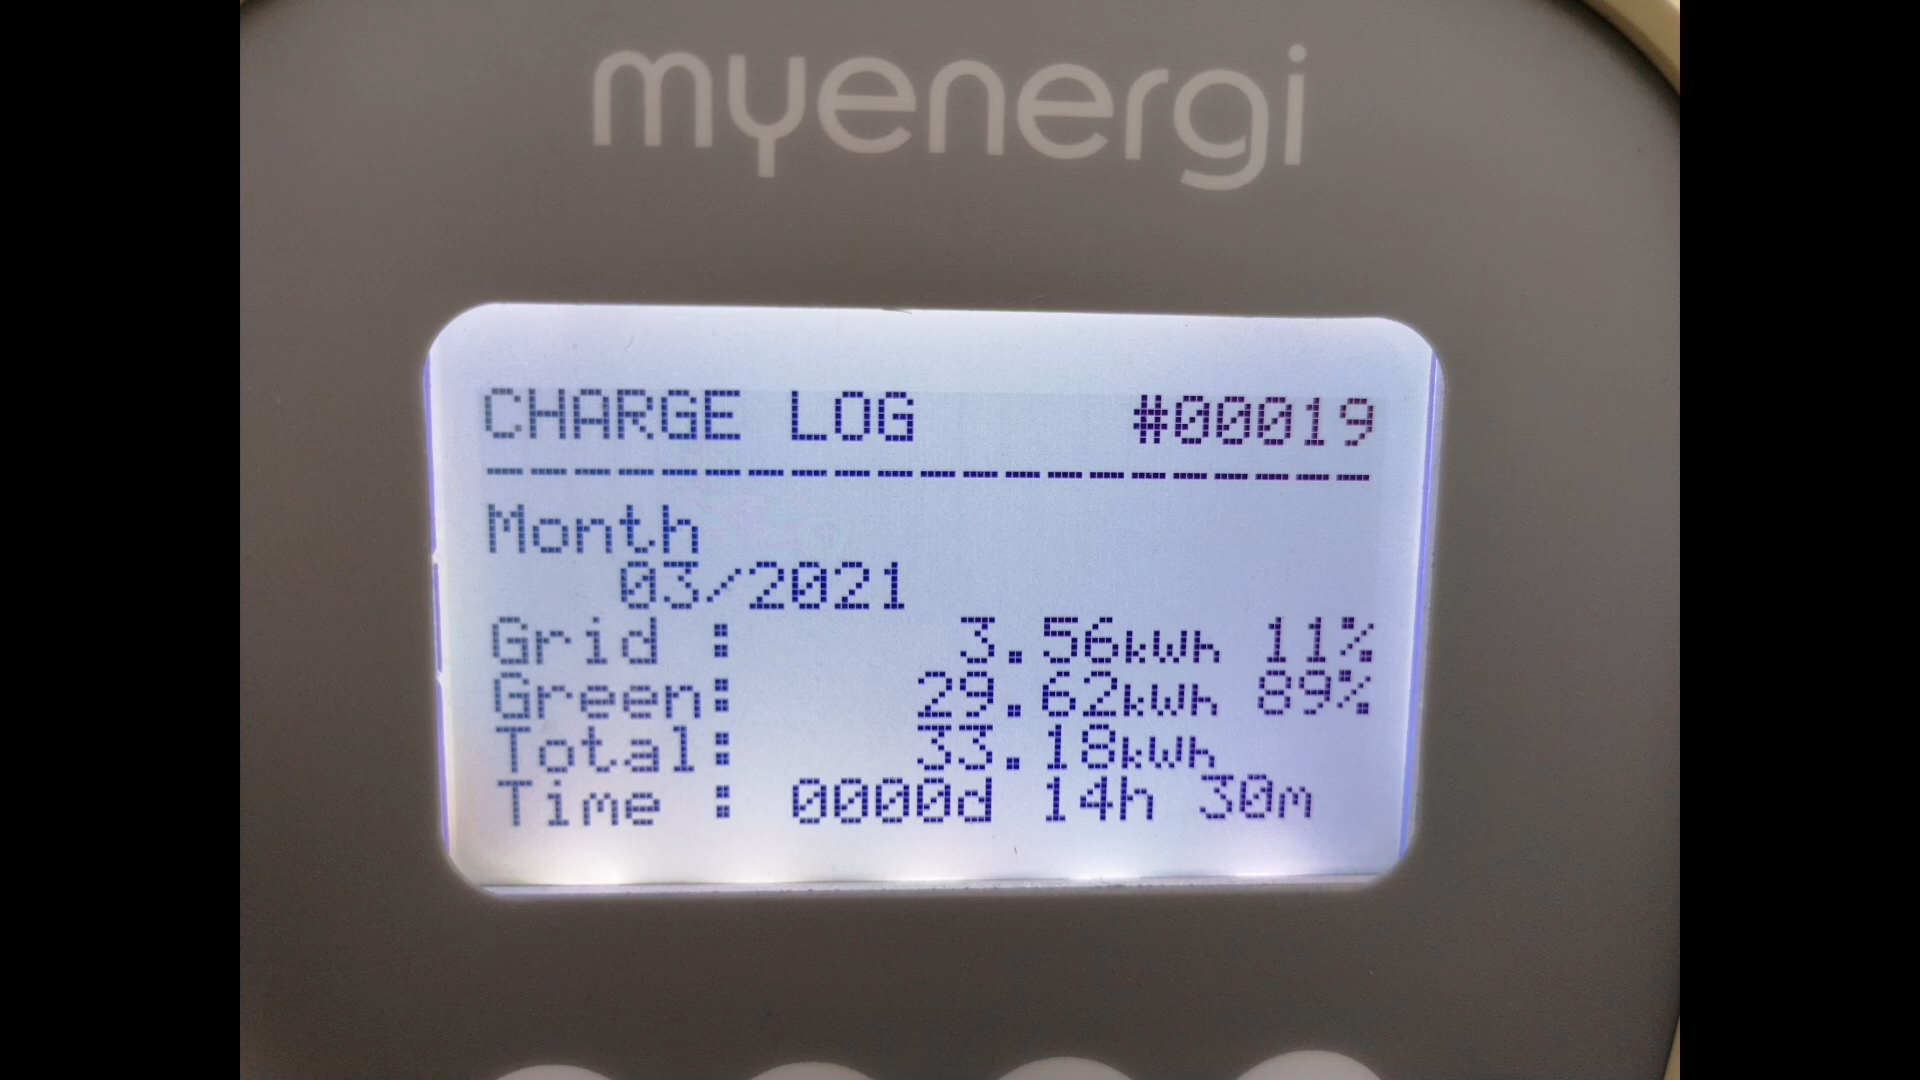 myenergi
CHARGE LOG #00019
--------------------
Month
03/2021
Grid : 3.56kWh 11%
Green: 29.62kWh 89%
Total: 33.18kWh
Time : 0000d 14h 30m